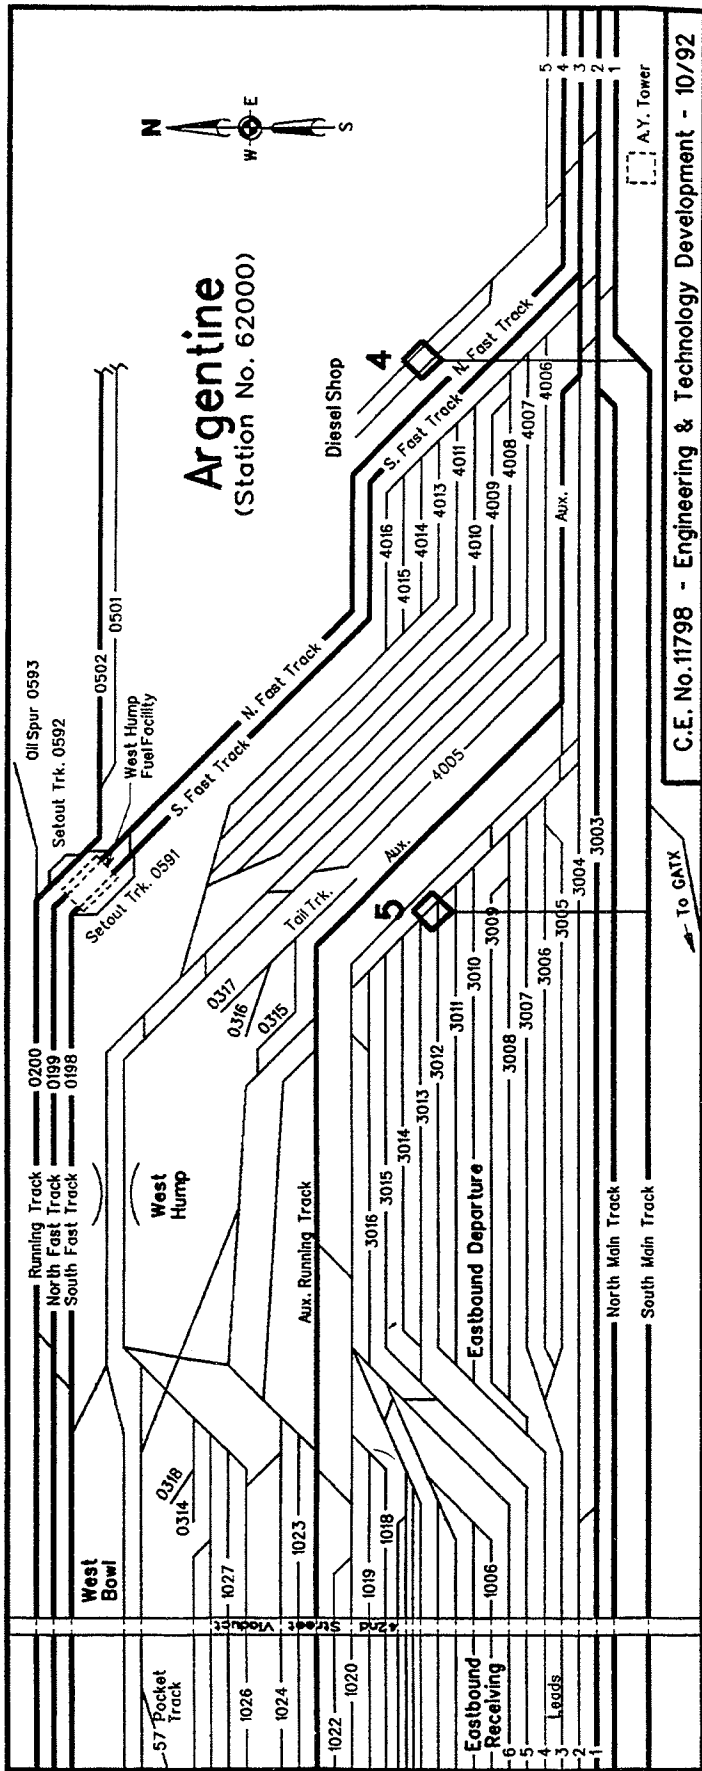 Argentine
(Station No. 62000)
N
W
E
S
Oil Spur 0593
Setout Trk. 0592
0502
0501
West Hump
Fuel Facility
Setout Trk. 0591
Running Track
0200
North Fast Track
0199
South Fast Track
0198
N. Fast Track
S. Fast Track
N. Fast Track
S. Fast Track
Diesel Shop
4
5
4
3
2
1
A.Y. Tower
West
Bowl
West
Hump
57 Pocket
Track
0318
0314
0317
0316
0315
Tail Trk.
4005
Aux.
Aux.
4016
4015
4014
4013
4011
4010
4009
4008
4007
4006
1027
1026
1024
1023
Aux. Running Track
1022
1020
1019
1018
1006
42nd Street Viaduct
5
3016
3015
3014
3013
3012
3011
3010
3009
3008
3007
3006
3005
3004
3003
Eastbound Departure
Eastbound
Receiving
6
5
4
3
2
1
Leads
North Main Track
South Main Track
To GATX
C.E. No.11798 - Engineering & Technology Development - 10/92